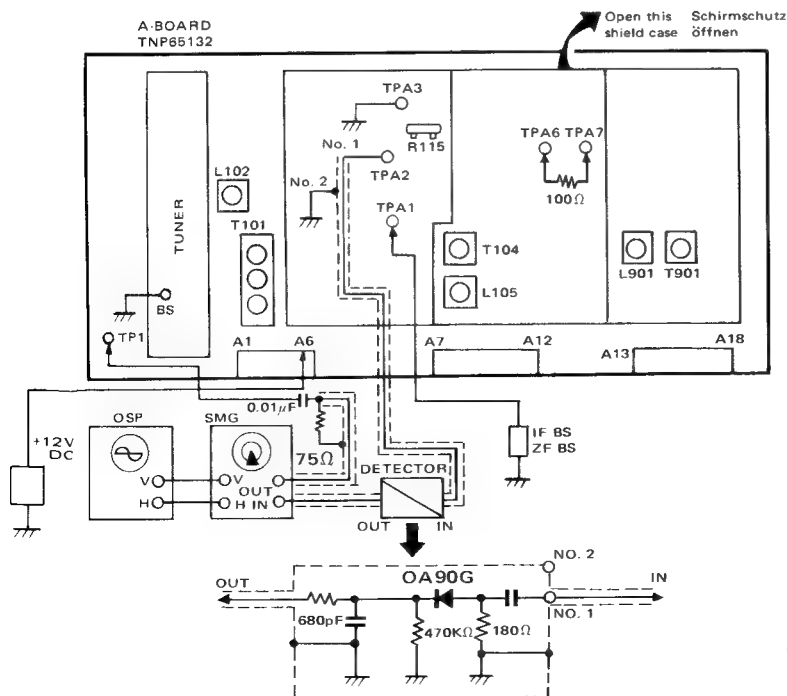 A-BOARD
TNP65132
Open this
shield case
Schirmschutz
öffnen
TPA3
R115
No. 1
TPA2
No. 2
TPA1
TPA6 TPA7
100Ω
L102
T101
TUNER
BS
TP1
T104
L105
L901 T901
A1 A6
A7 A12
A13 A18
0.01μF
75Ω
+12V
DC
OSP
V
H
SMG
V
OUT
H IN
DETECTOR
OUT IN
IF BS
ZF BS
OUT
680pF
OA90G
470KΩ
180Ω
NO. 2
NO. 1
IN